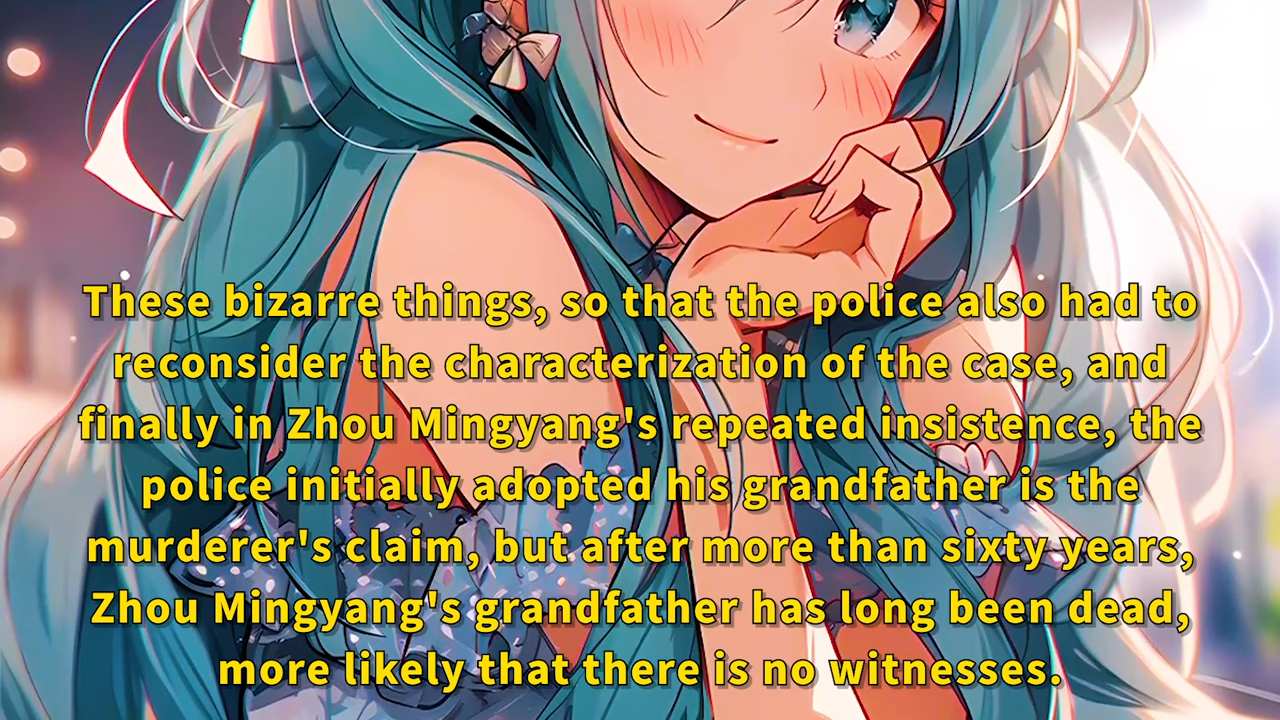 These bizarre things, so that the police also had to
reconsider the characterization of the case, and
finally in Zhou Mingyang's repeated insistence, the
police initially adopted his grandfather is the
murderer's claim, but after more than sixty years,
Zhou Mingyang's grandfather has long been dead,
more likely that there is no witnesses.